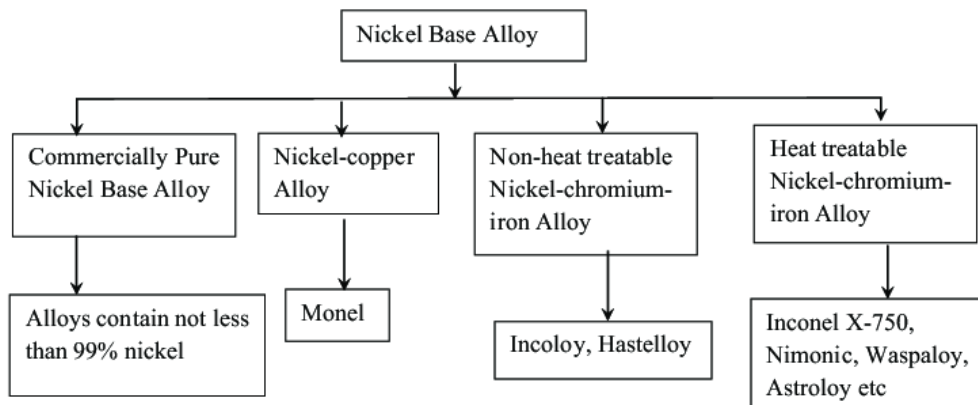 Nickel Base Alloy
Commercially Pure
Nickel Base Alloy
Nickel-copper
Alloy
Non-heat treatable
Nickel-chromium-
iron Alloy
Heat treatable
Nickel-chromium-
iron Alloy
Alloys contain not less
than 99% nickel
Monel
Incoloy, Hastelloy
Inconel X-750,
Nimonic, Waspaloy,
Astroloy etc